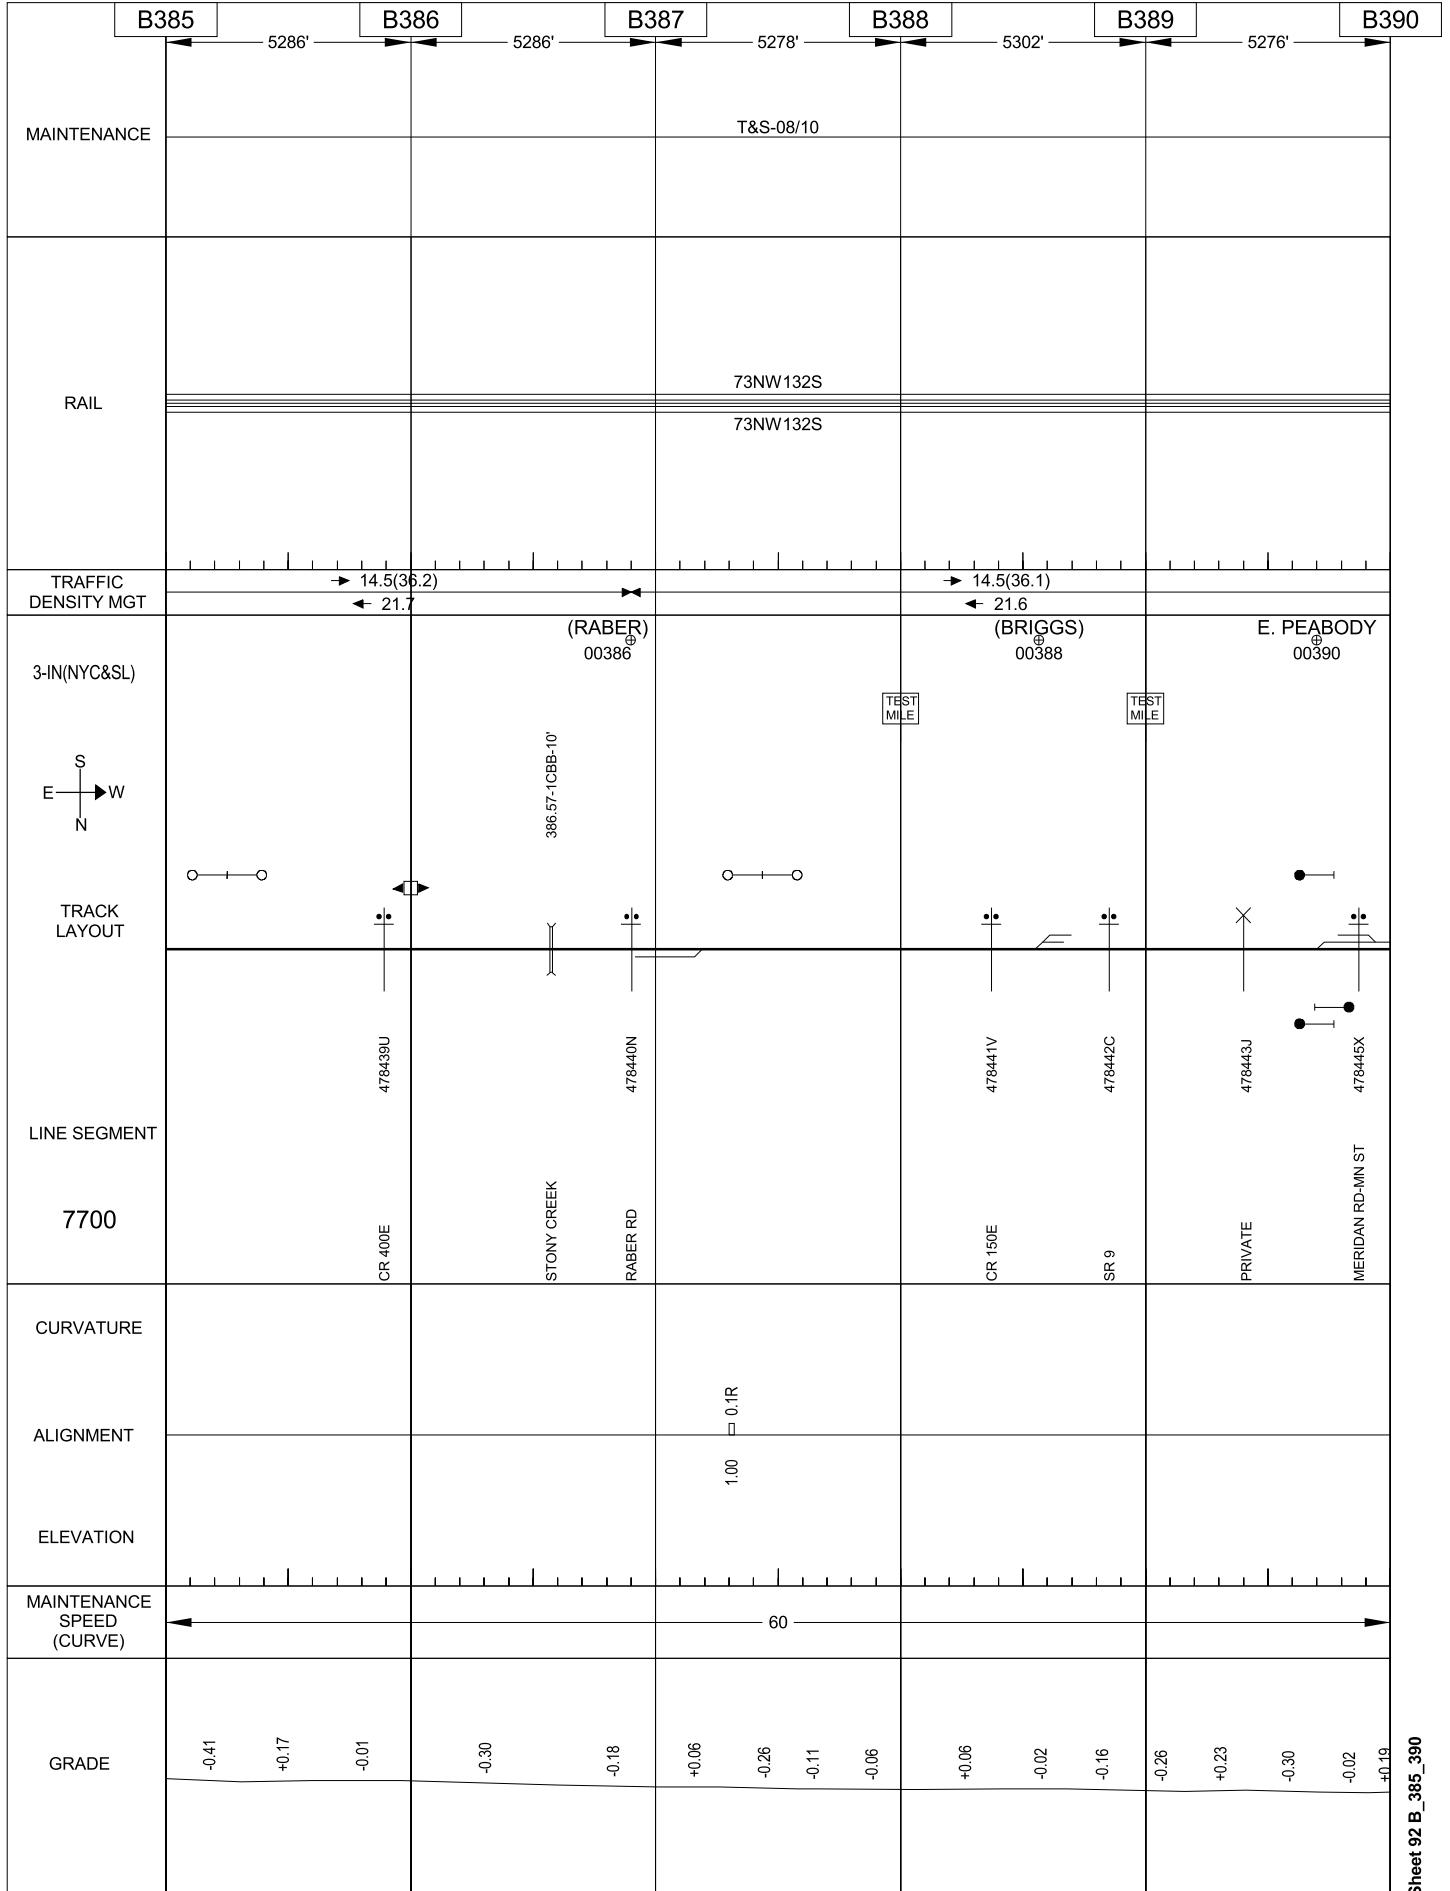 B385 B386 B387 B388 B389 B390
5286' 5286' 5278' 5302' 5276'
MAINTENANCE
T&S-08/10
RAIL
73NW132S
73NW132S
TRAFFIC
DENSITY MGT
14.5(36.2)
21.7
14.5(36.1)
21.6
3-IN(NYC&SL)
(RABER)
00386
(BRIGGS)
00388
E. PEABODY
00390
TEST
MILE
TEST
MILE
S
E W
N
386.57-1CBB-10'
TRACK
LAYOUT
478439U
478440N
478441V
478442C
478443J
478445X
LINE SEGMENT
7700
CR 400E
STONY CREEK
RABER RD
CR 150E
SR 9
PRIVATE
MERIDAN RD-MN ST
CURVATURE
0.1R
ALIGNMENT
1.00
ELEVATION
MAINTENANCE
SPEED
(CURVE)
60
GRADE
-0.41
+0.17
-0.01
-0.30
-0.18
+0.06
-0.26
-0.11
-0.06
+0.06
-0.02
-0.16
-0.26
+0.23
-0.30
-0.02
+0.19
Sheet 92 B_385_390